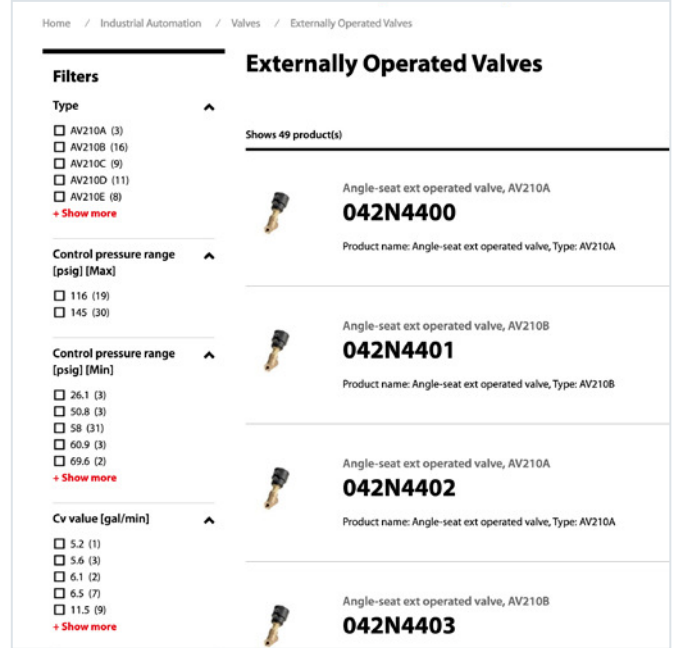 Home / Industrial Automation / Valves / Externally Operated Valves
Filters
Type
AV210A (3)
AV210B (16)
AV210C (9)
AV210D (11)
AV210E (8)
+ Show more
Control pressure range
[psig] [Max]
116 (19)
145 (30)
Control pressure range
[psig] [Min]
26.1 (3)
50.8 (3)
58 (31)
60.9 (3)
69.6 (2)
+ Show more
Cv value [gal/min]
5.2 (1)
5.6 (3)
6.1 (2)
6.5 (7)
11.5 (9)
+ Show more
Externally Operated Valves
Shows 49 product(s)
Angle-seat ext operated valve, AV210A
042N4400
Product name: Angle-seat ext operated valve, Type: AV210A
Angle-seat ext operated valve, AV210B
042N4401
Product name: Angle-seat ext operated valve, Type: AV210B
Angle-seat ext operated valve, AV210A
042N4402
Product name: Angle-seat ext operated valve, Type: AV210A
Angle-seat ext operated valve, AV210B
042N4403